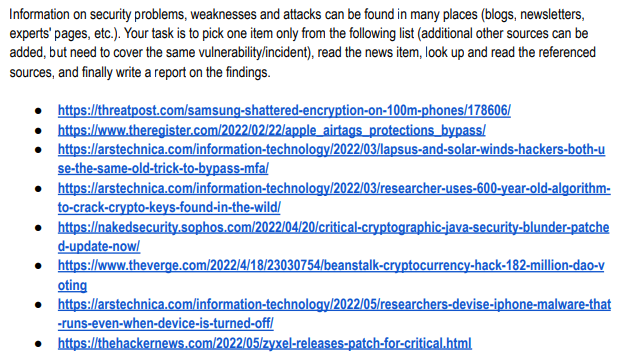 Information on security problems, weaknesses and attacks can be found in many places (blogs, newsletters,
experts' pages, etc.). Your task is to pick one item only from the following list (additional other sources can be
added, but need to cover the same vulnerability/incident), read the news item, look up and read the referenced
sources, and finally write a report on the findings.
● https://threatpost.com/samsung-shattered-encryption-on-100m-phones/178606/
● https://www.theregister.com/2022/02/22/apple_airtags_protections_bypass/
● https://arstechnica.com/information-technology/2022/03/lapsus-and-solar-winds-hackers-both-u
se-the-same-old-trick-to-bypass-mfa/
● https://arstechnica.com/information-technology/2022/03/researcher-uses-600-year-old-algorithm-
to-crack-crypto-keys-found-in-the-wild/
● https://nakedsecurity.sophos.com/2022/04/20/critical-cryptographic-java-security-blunder-patche
d-update-now/
● https://www.theverge.com/2022/4/18/23030754/beanstalk-cryptocurrency-hack-182-million-dao-v
oting
● https://arstechnica.com/information-technology/2022/05/researchers-devise-iphone-malware-that
-runs-even-when-device-is-turned-off/
● https://thehackernews.com/2022/05/zyxel-releases-patch-for-critical.html